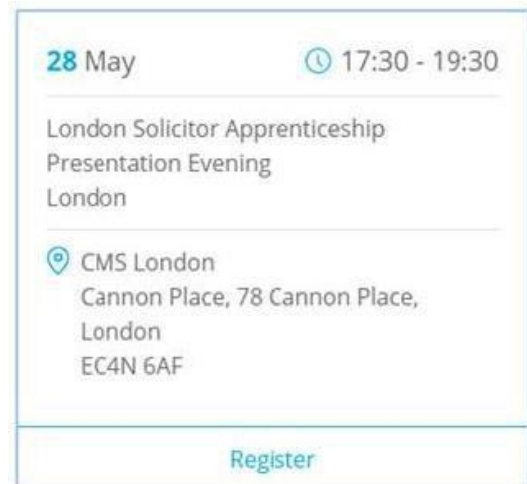 28 May
17:30 - 19:30
London Solicitor Apprenticeship
Presentation Evening
London
CMS London
Cannon Place, 78 Cannon Place,
London
EC4N 6AF
Register